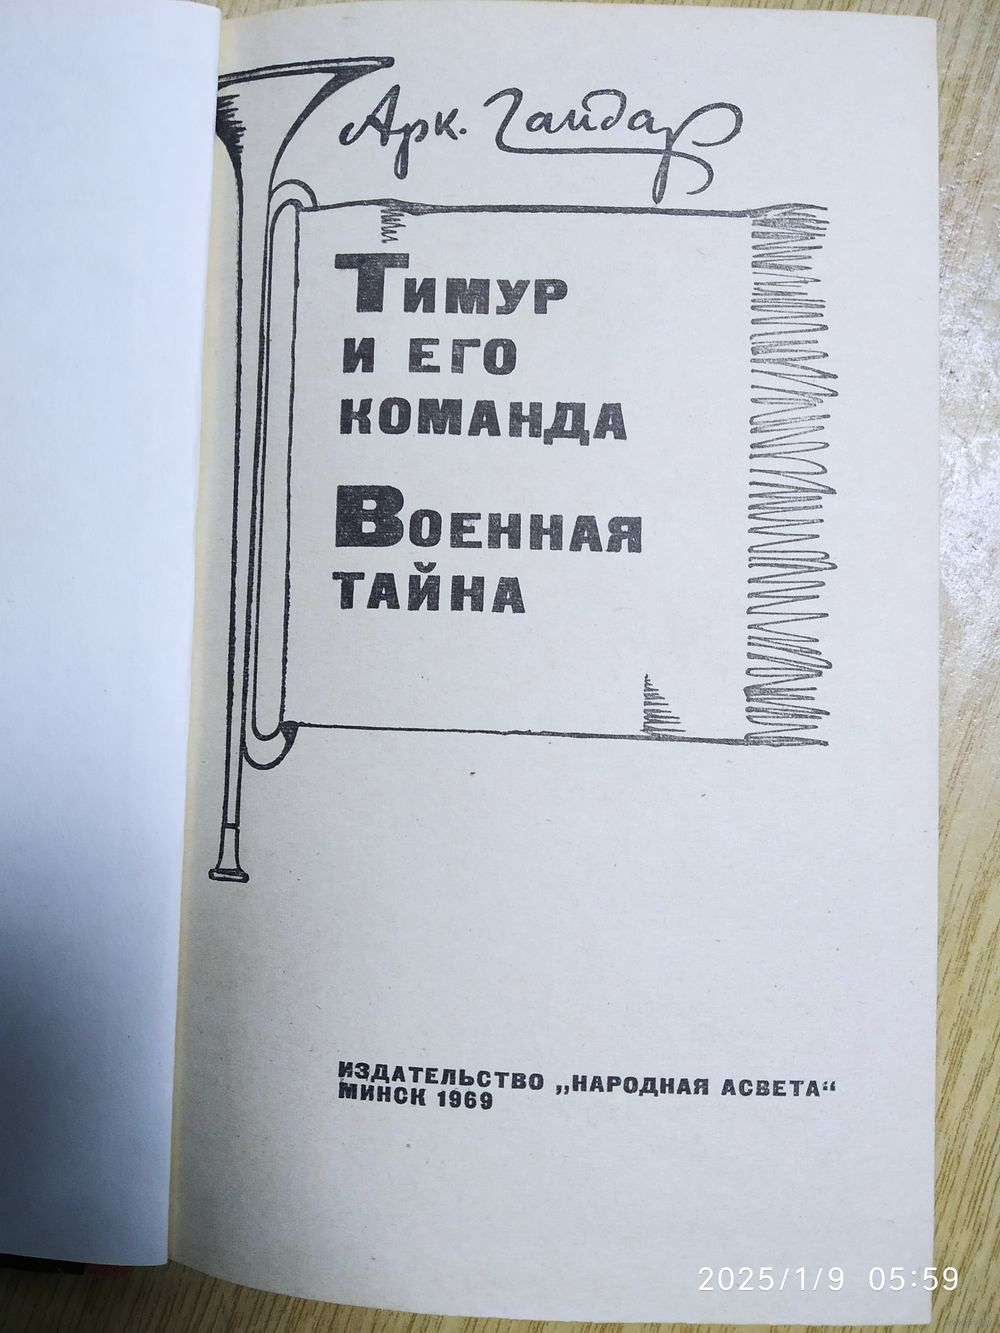 Арк. Гайдар
Тимур
и его
команда
Военная
тайна
ИЗДАТЕЛЬСТВО „НАРОДНАЯ АСВЕТА“
МИНСК 1969
2025/1/9 05:59